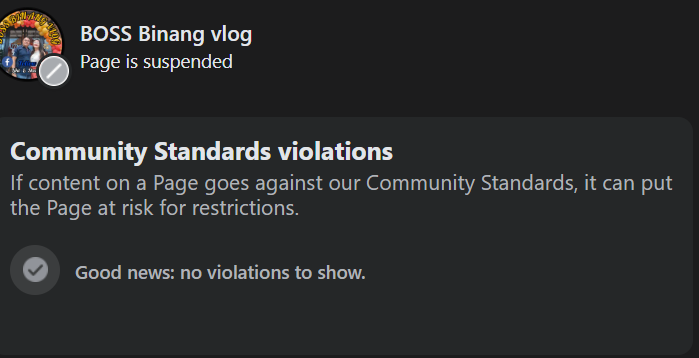 BOSS Binang vlog
Page is suspended
Community Standards violations
If content on a Page goes against our Community Standards, it can put
the Page at risk for restrictions.
Good news: no violations to show.